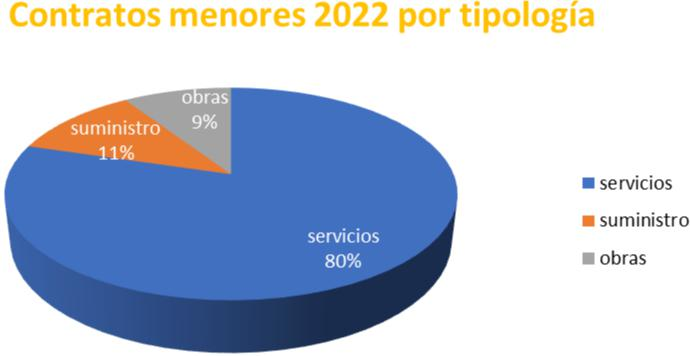 Contratos menores 2022 por tipología
obras
9%
suministro
11%
servicios
80%
servicios
suministro
obras